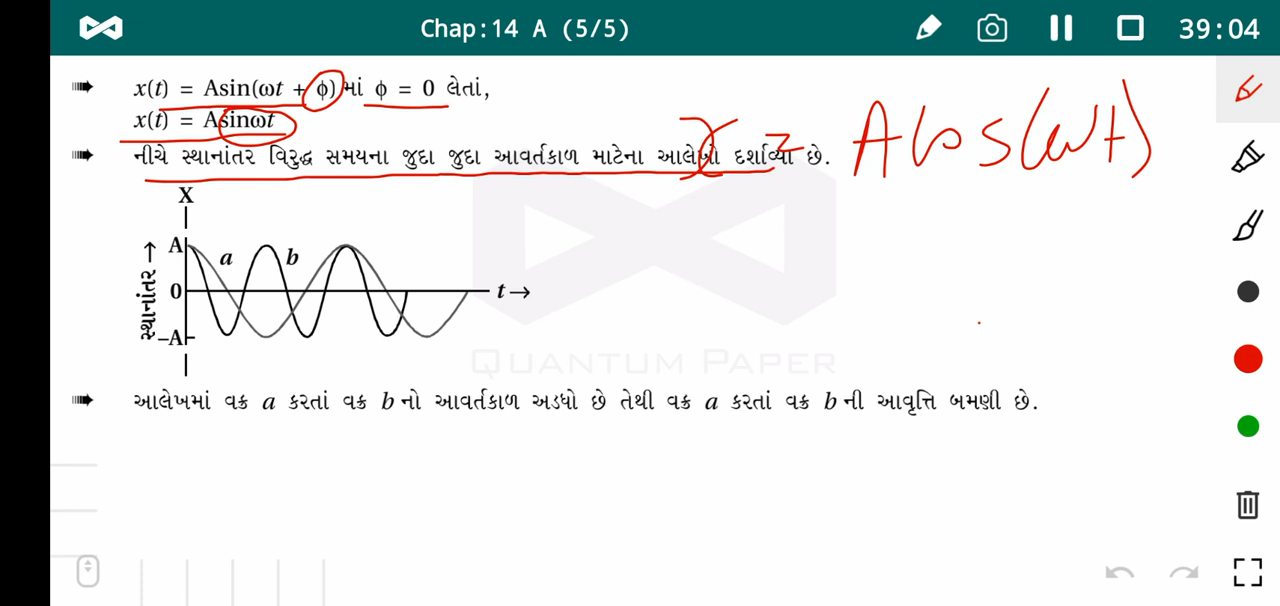 Chap:14 A (5/5)
39:04
➠ x(t) = Asin(ωt + ϕ) માં ϕ = 0 લેતાં,
x(t) = Asinωt
➠ નીચે સ્થાનાંતર વિરુદ્ધ સમયના જુદા જુદા આવર્તકાળ માટેના આલેખો દર્શાવ્યા છે.
x = A cos(ωt)
X
સ્થાનાંતર →
A
a
b
0
t →
–A
QUANTUM PAPER
➠ આલેખમાં વક્ર a કરતાં વક્ર b નો આવર્તકાળ અડધો છે તેથી વક્ર a કરતાં વક્ર b ની આવૃત્તિ બમણી છે.